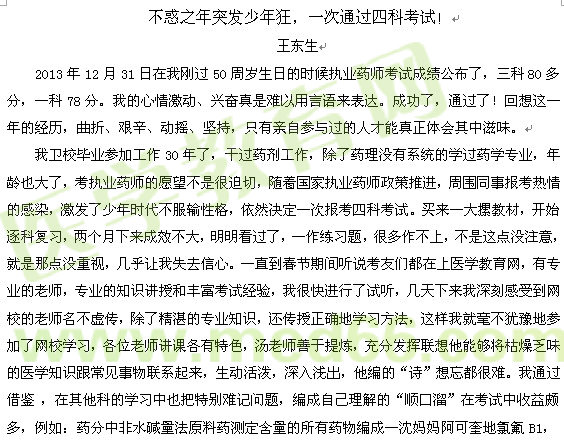 不惑之年突发少年狂，一次通过四科考试！
王东生
2013 年 12 月 31 日在我刚过 50 周岁生日的时候执业药师考试成绩公布了，三科 80 多
分，一科 78 分。我的心情激动、兴奋真是难以用言语来表达。成功了，通过了！回想这一
年的经历，曲折、艰辛、动摇、坚持，只有亲自参与过的人才能真正体会其中滋味。
我卫校毕业参加工作 30 年了，干过药剂工作，除了药理没有系统的学过药学专业，年
龄也大了，考执业药师的愿望不是很迫切，随着国家执业药师政策推进，周围同事报考热情
的感染，激发了少年时代不服输性格，依然决定一次报考四科考试。买来一大摞教材，开始
逐科复习，两个月下来成效不大，明明看过了，一作练习题，很多作不上，不是这点没注意，
就是那点没重视，几乎让我失去信心。一直到春节期间听说考友们都在上医学教育网，有专
业的老师，专业的知识讲授和丰富考试经验，我很快进行了试听，几天下来我深刻感受到网
校的老师名不虚传，除了精湛的专业知识，还传授正确地学习方法，这样我就毫不犹豫地参
加了网校学习，各位老师讲课各有特色，汤老师善于提炼，充分发挥联想他能够将枯燥乏味
的医学知识跟常见事物联系起来，生动活泼，深入浅出，他编的“诗”想忘都很难。我通过
借鉴 ，在其他科的学习中也把特别难记问题，编成自己理解的“顺口溜”在考试中收益颇
多，例如：药分中非水碱量法原料药测定含量的所有药物编成一沈妈妈阿可奎地氯氟 B1，
医学教育网